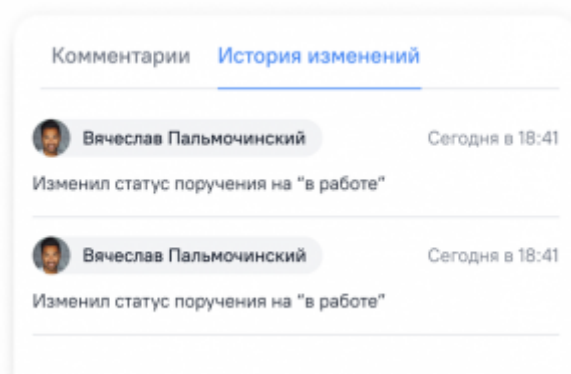 Комментарии История изменений
Вячеслав Пальмочинский Сегодня в 18:41
Изменил статус поручения на "в работе"
Вячеслав Пальмочинский Сегодня в 18:41
Изменил статус поручения на "в работе"